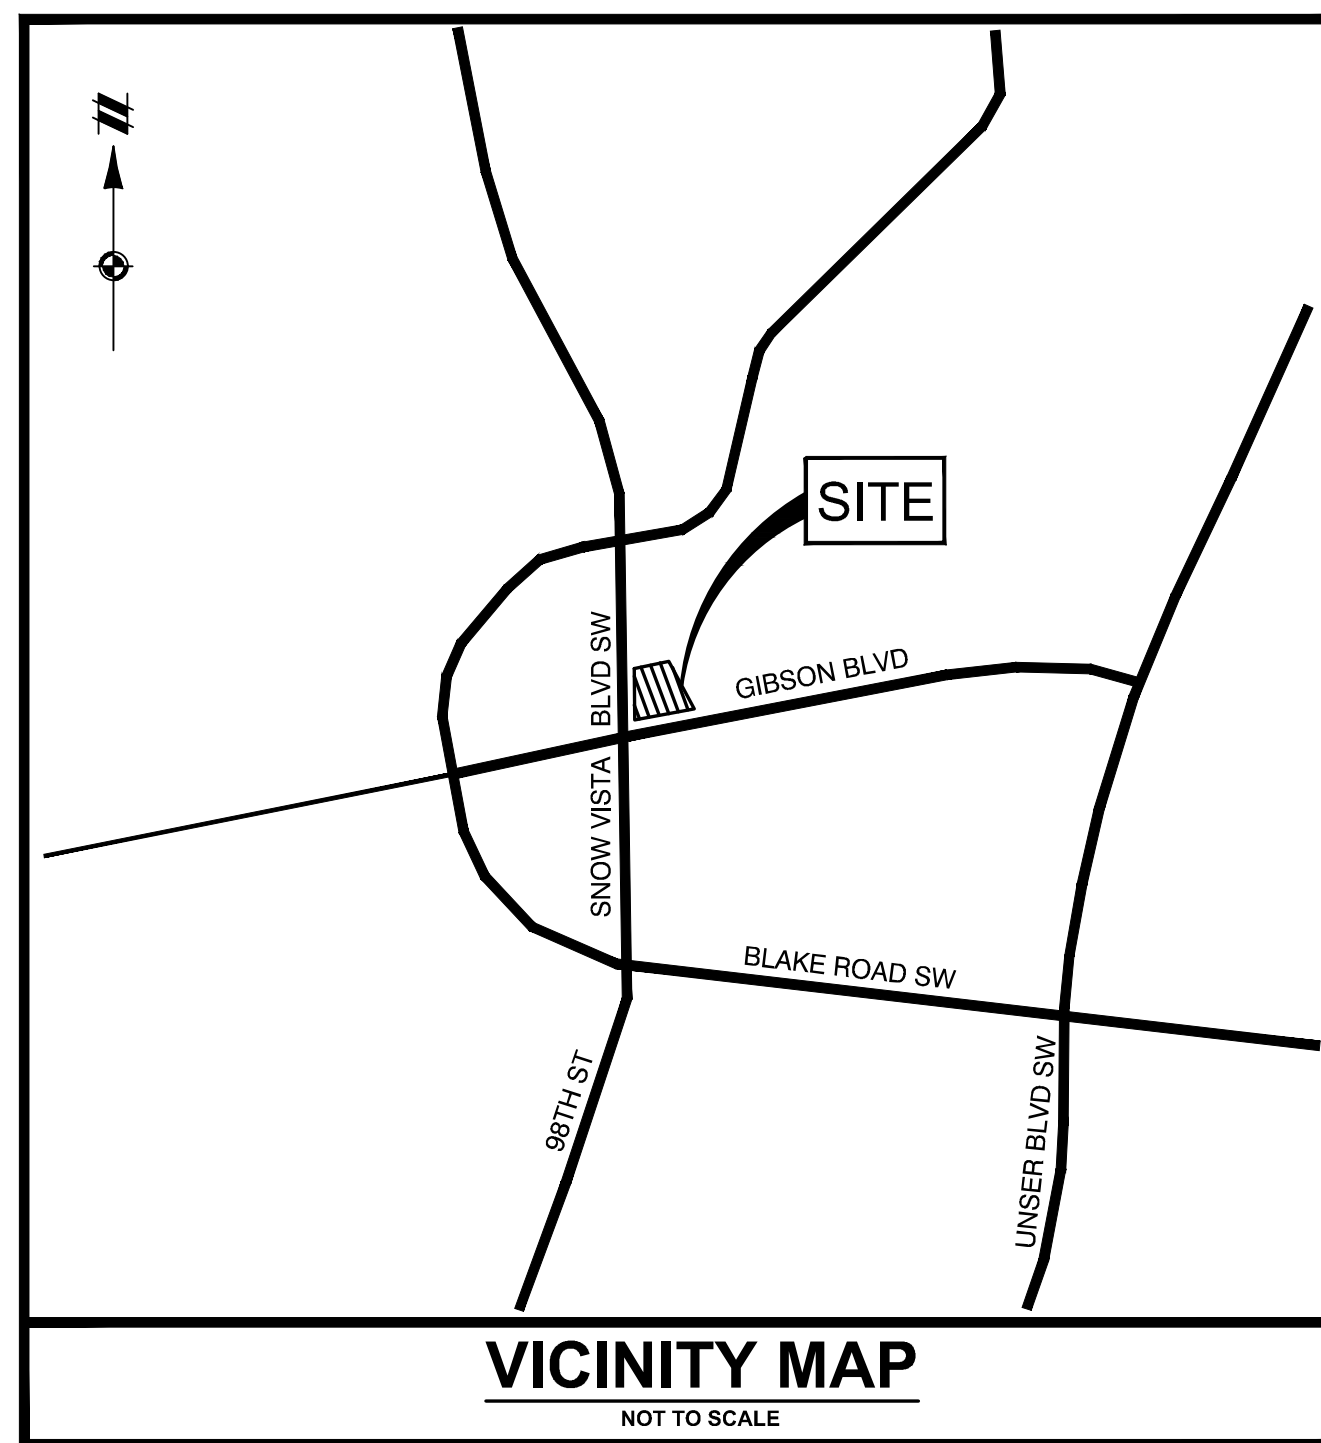 N
SITE
GIBSON BLVD
SNOW VISTA BLVD SW
BLAKE ROAD SW
98TH ST
UNSER BLVD SW
VICINITY MAP
NOT TO SCALE